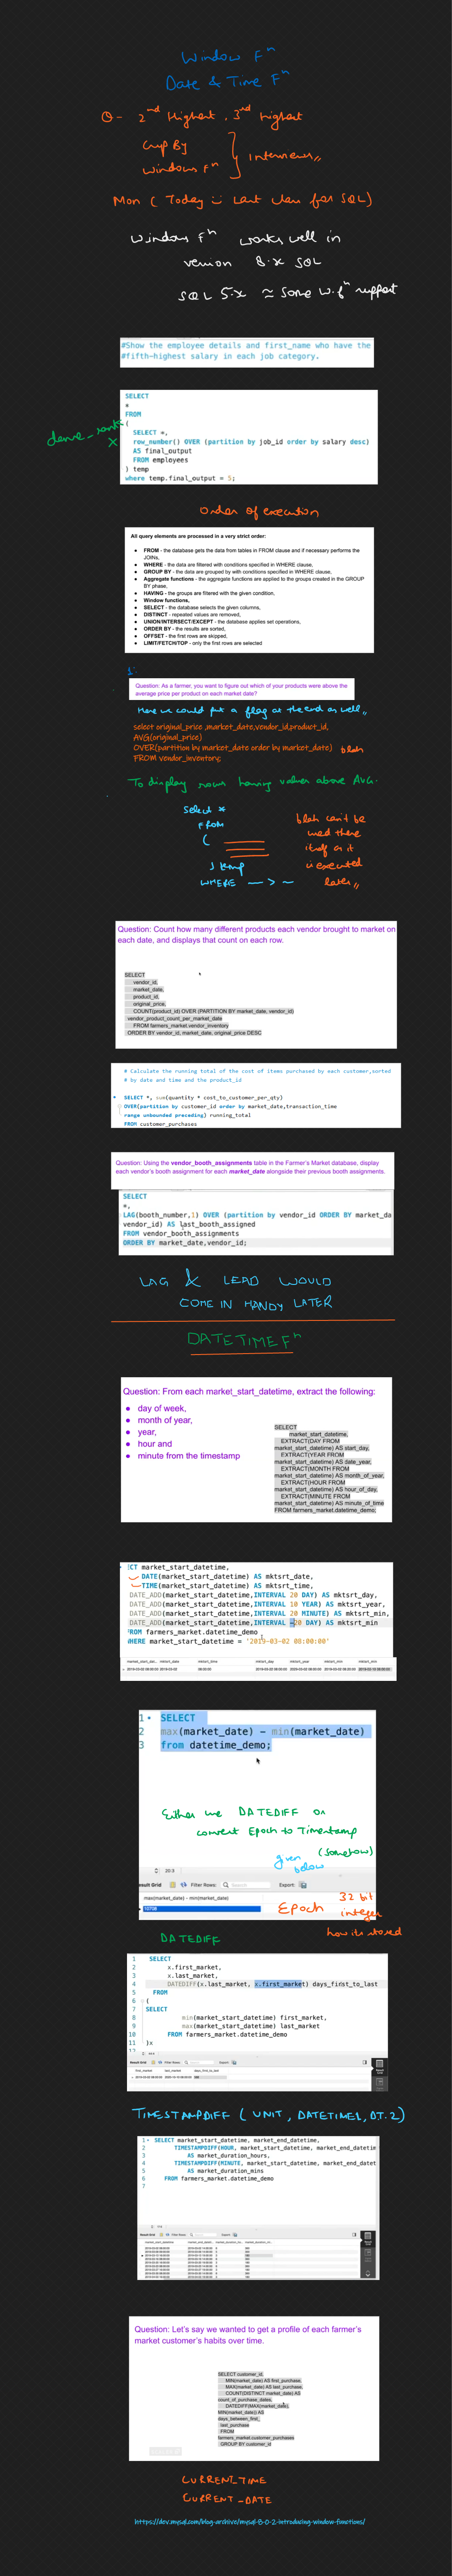 Window Fⁿ
Date & Time Fⁿ
Q- 2nd Highest, 3rd Highest
Grup By
Windows Fⁿ
Interviews,,
Mon ( Today is Last class for SQL)
Window Fⁿ works well in
version 8.x SQL
SQL 5.x ≈ some W.fⁿ support
#Show the employee details and first_name who have the
#fifth-highest salary in each job category.
dense_rank
X
SELECT
*
FROM
(
SELECT *,
row_number() OVER (partition by job_id order by salary desc)
AS final_output
FROM employees
) temp
where temp.final_output = 5;
Order of execution
All query elements are processed in a very strict order:
• FROM - the database gets the data from tables in FROM clause and if necessary performs the
JOINs,
• WHERE - the data are filtered with conditions specified in WHERE clause,
• GROUP BY - the data are grouped by with conditions specified in WHERE clause,
• Aggregate functions - the aggregate functions are applied to the groups created in the GROUP
BY phase,
• HAVING - the groups are filtered with the given condition,
• Window functions,
• SELECT - the database selects the given columns,
• DISTINCT - repeated values are removed,
• UNION/INTERSECT/EXCEPT - the database applies set operations,
• ORDER BY - the results are sorted,
• OFFSET - the first rows are skipped,
• LIMIT/FETCH/TOP - only the first rows are selected
Question: As a farmer, you want to figure out which of your products were above the
average price per product on each market date?
Here we could put a flag at the end as well,,
select original_price ,market_date,vendor_id,product_id,
AVG(original_price)
OVER(partition by market_date order by market_date) blah
FROM vendor_inventory;
To display rows having values above AVG.
Select *
From
(
) temp
WHERE — > ~
blah can't be
used there
itself as it
is executed
later,,
Question: Count how many different products each vendor brought to market on
each date, and displays that count on each row.
SELECT
vendor_id,
market_date,
product_id,
original_price,
COUNT(product_id) OVER (PARTITION BY market_date, vendor_id)
vendor_product_count_per_market_date
FROM farmers_market.vendor_inventory
ORDER BY vendor_id, market_date, original_price DESC
# Calculate the running total of the cost of items purchased by each customer,sorted
# by date and time and the product_id
SELECT *, sum(quantity * cost_to_customer_per_qty)
OVER(partition by customer_id order by market_date,transaction_time
range unbounded preceding) running_total
FROM customer_purchases
Question: Using the vendor_booth_assignments table in the Farmer's Market database, display
each vendor's booth assignment for each market_date alongside their previous booth assignments.
SELECT
*,
LAG(booth_number,1) OVER (partition by vendor_id ORDER BY market_da
vendor_id) AS last_booth_assigned
FROM vendor_booth_assignments
ORDER BY market_date,vendor_id;
LAG & LEAD WOULD
COME IN HANDY LATER
DATETIME Fⁿ
Question: From each market_start_datetime, extract the following:
• day of week,
• month of year,
• year,
• hour and
• minute from the timestamp
SELECT
market_start_datetime,
EXTRACT(DAY FROM
market_start_datetime) AS start_day,
EXTRACT(YEAR FROM
market_start_datetime) AS date_year,
EXTRACT(MONTH FROM
market_start_datetime) AS month_of_year,
EXTRACT(HOUR FROM
market_start_datetime) AS hour_of_day,
EXTRACT(MINUTE FROM
market_start_datetime) AS minute_of_time
FROM farmers_market.datetime_demo;
CT market_start_datetime,
DATE(market_start_datetime) AS mktsrt_date,
TIME(market_start_datetime) AS mktsrt_time,
DATE_ADD(market_start_datetime,INTERVAL 20 DAY) AS mktsrt_day,
DATE_ADD(market_start_datetime,INTERVAL 10 YEAR) AS mktsrt_year,
DATE_ADD(market_start_datetime,INTERVAL 20 MINUTE) AS mktsrt_min,
DATE_ADD(market_start_datetime,INTERVAL -20 DAY) AS mktsrt_min
FROM farmers_market.datetime_demo
WHERE market_start_datetime = '2019-03-02 08:00:00'
1 SELECT
2 max(market_date) - min(market_date)
3 from datetime_demo;
Either use DATEDIFF or
convert Epoch to Timestamp
(somehow)
given
below
20:3
esult Grid Filter Rows: Search Export:
max(market_date) - min(market_date)
10708
Epoch
32 bit
integer
how its stored
DATEDIFF
1 SELECT
2 x.first_market,
3 x.last_market,
4 DATEDIFF(x.last_market, x.first_market) days_first_to_last
5 FROM
6 (
7 SELECT
8 min(market_start_datetime) first_market,
9 max(market_start_datetime) last_market
10 FROM farmers_market.datetime_demo
11 )x
12
TIMESTAMPDIFF ( UNIT, DATETIME1, DT.2)
1 SELECT market_start_datetime, market_end_datetime,
2 TIMESTAMPDIFF(HOUR, market_start_datetime, market_end_datetim
3 AS market_duration_hours,
4 TIMESTAMPDIFF(MINUTE, market_start_datetime, market_end_datet
5 AS market_duration_mins
6 FROM farmers_market.datetime_demo
7
Question: Let's say we wanted to get a profile of each farmer's
market customer's habits over time.
SELECT customer_id,
MIN(market_date) AS first_purchase,
MAX(market_date) AS last_purchase,
COUNT(DISTINCT market_date) AS
count_of_purchase_dates,
DATEDIFF(MAX(market_date),
MIN(market_date)) AS
days_between_first_
last_purchase
FROM
farmers_market.customer_purchases
GROUP BY customer_id
CURRENT_TIME
CURRENT_DATE
https://dev.mysql.com/blog-archive/mysql-8-0-2-introducing-window-functions/